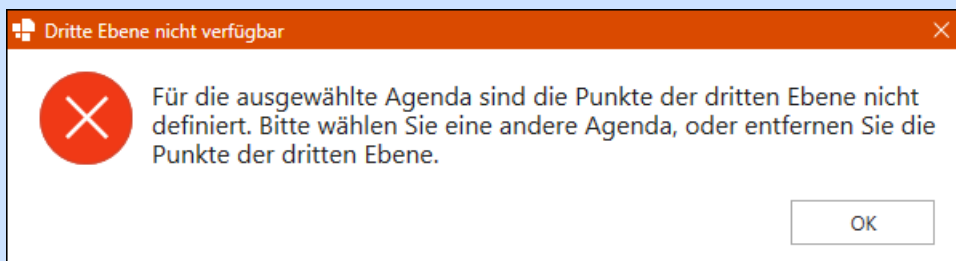 Dritte Ebene nicht verfügbar
Für die ausgewählte Agenda sind die Punkte der dritten Ebene nicht
definiert. Bitte wählen Sie eine andere Agenda, oder entfernen Sie die
Punkte der dritten Ebene.
OK